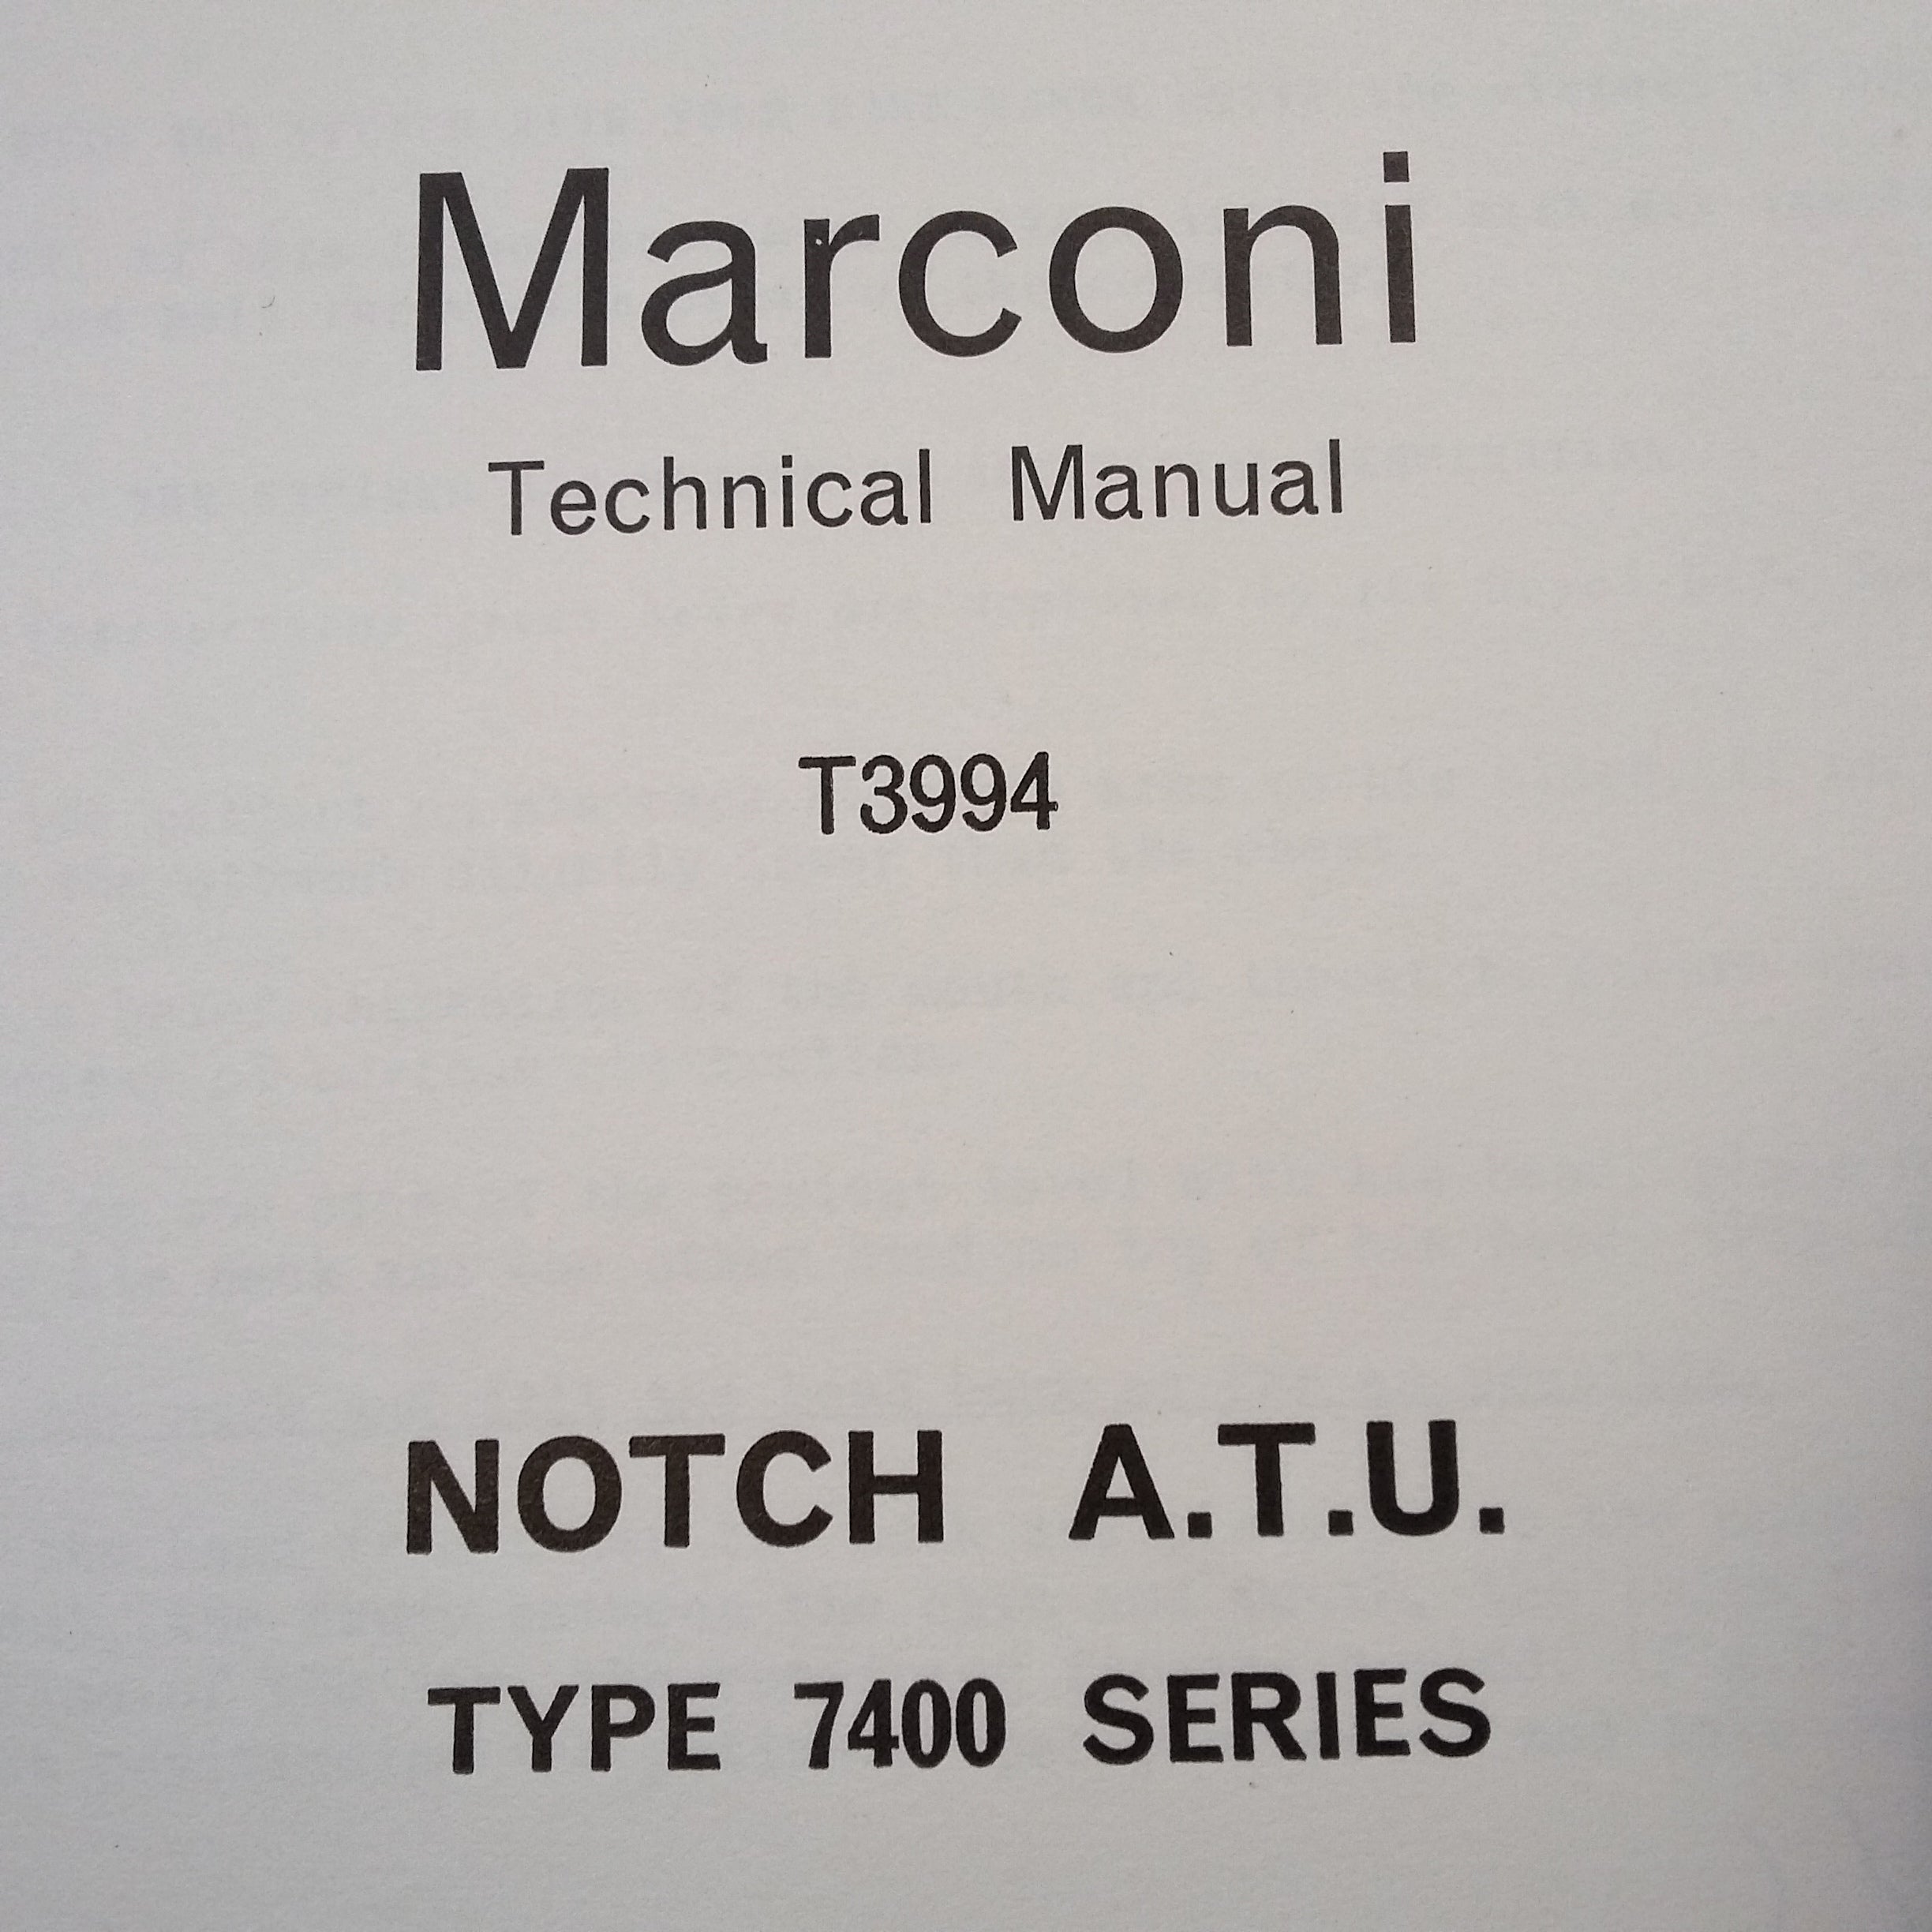 Marconi
Technical Manual
T3994
NOTCH A.T.U.
TYPE 7400 SERIES